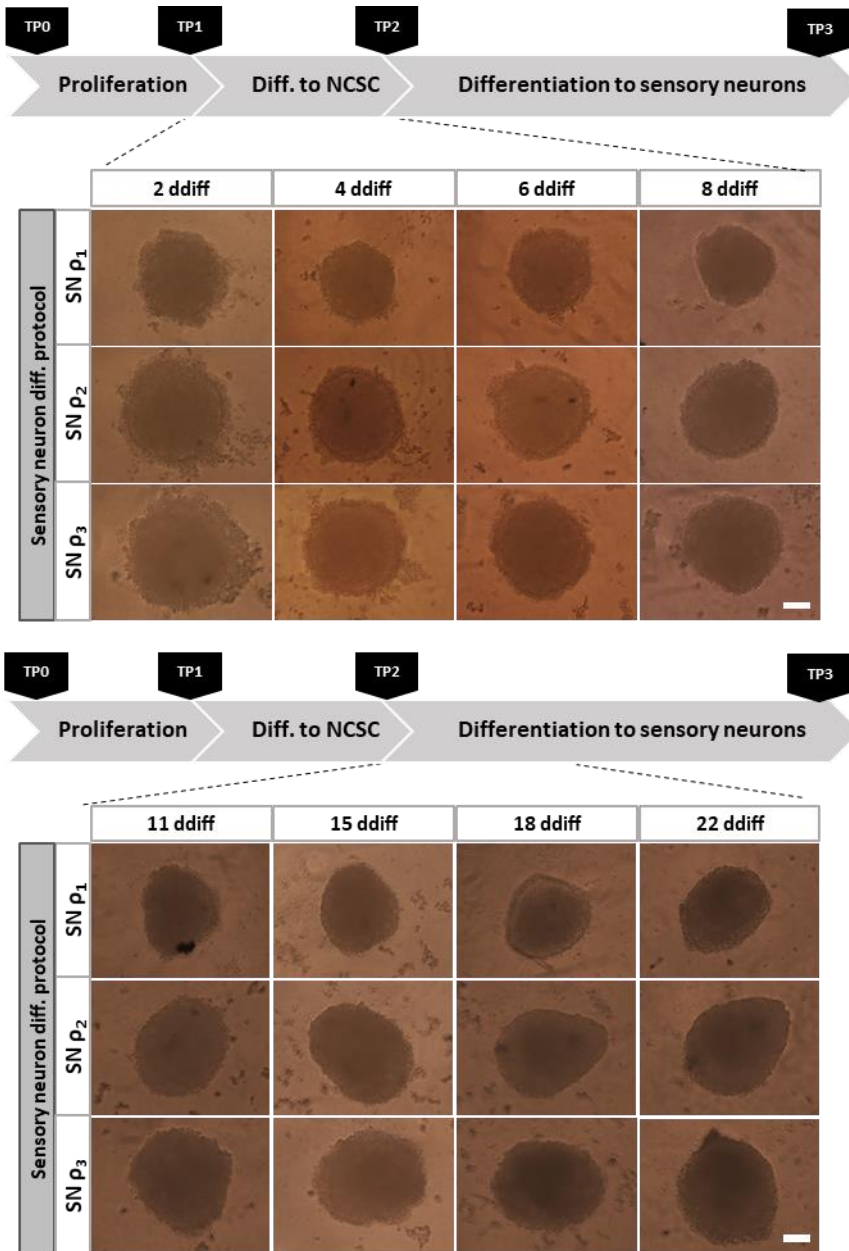 TP0 TP1 TP2 TP3
Proliferation Diff. to NCSC Differentiation to sensory neurons
2 ddiff 4 ddiff 6 ddiff 8 ddiff
Sensory neuron diff. protocol
SN ρ1
SN ρ2
SN ρ3
TP0 TP1 TP2 TP3
Proliferation Diff. to NCSC Differentiation to sensory neurons
11 ddiff 15 ddiff 18 ddiff 22 ddiff
Sensory neuron diff. protocol
SN ρ1
SN ρ2
SN ρ3